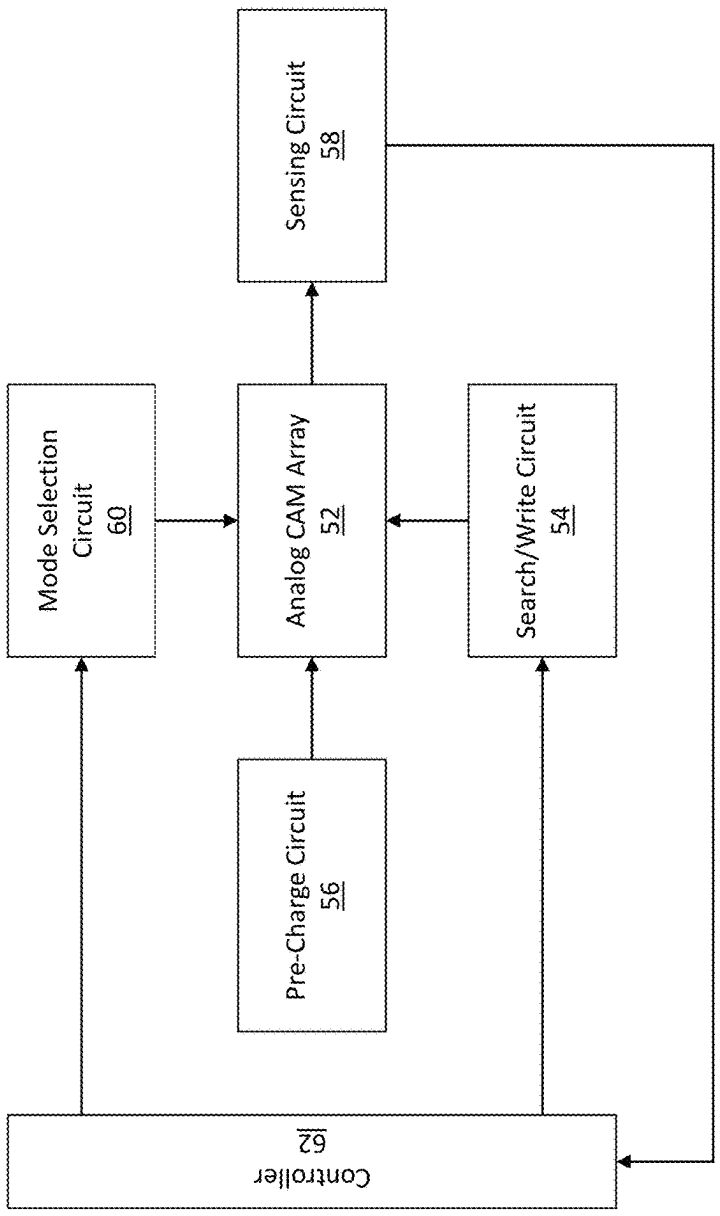 Mode Selection
Circuit
60
Sensing Circuit
58
Analog CAM Array
52
Pre-Charge Circuit
56
Search/Write Circuit
54
Controller
62